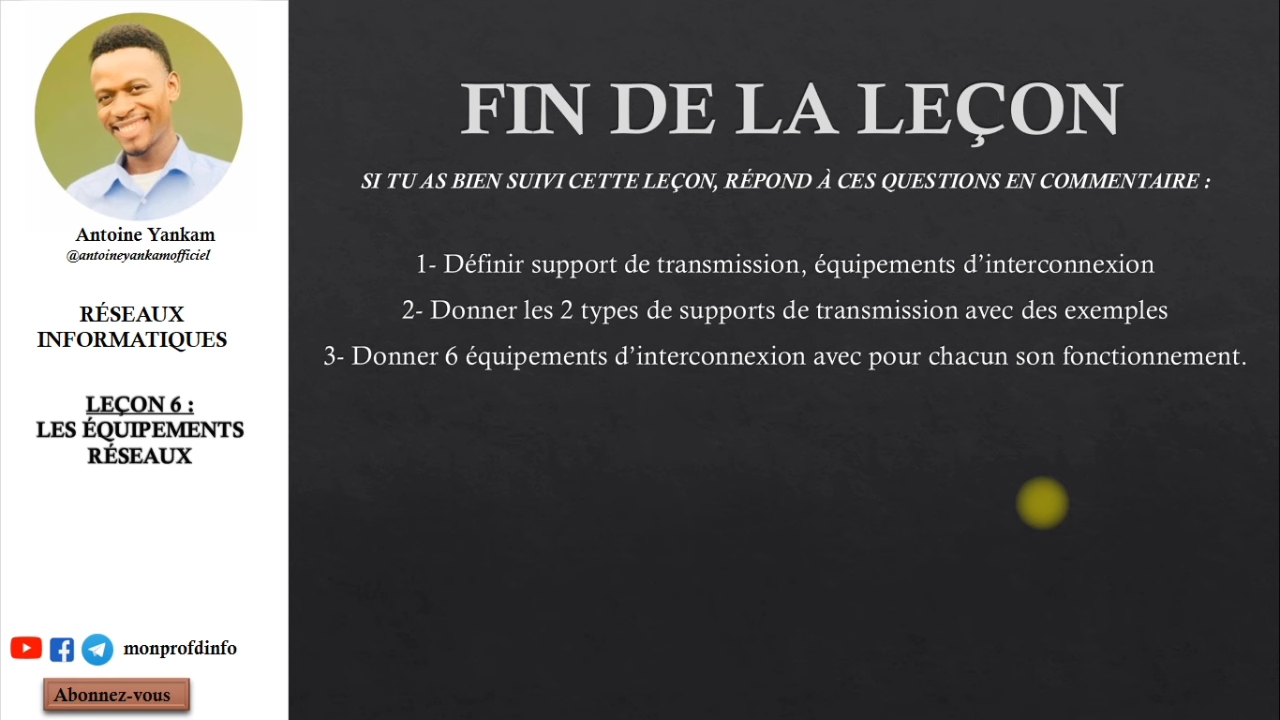 Antoine Yankam
@antoineyankamofficiel
RÉSEAUX
INFORMATIQUES
LEÇON 6 :
LES ÉQUIPEMENTS
RÉSEAUX
monprofdinfo
Abonnez-vous
FIN DE LA LEÇON
SI TU AS BIEN SUIVI CETTE LEÇON, RÉPOND À CES QUESTIONS EN COMMENTAIRE :
1- Définir support de transmission, équipements d’interconnexion
2- Donner les 2 types de supports de transmission avec des exemples
3- Donner 6 équipements d’interconnexion avec pour chacun son fonctionnement.